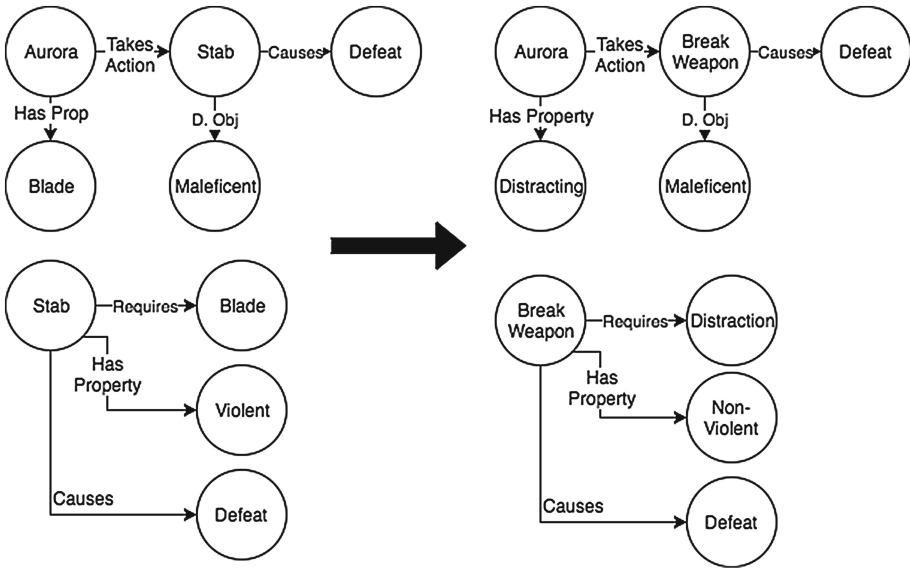 Aurora
Takes
Action
Stab
Causes
Defeat
Has Prop
D. Obj
Blade
Maleficent
Stab
Requires
Blade
Has
Property
Violent
Causes
Defeat
Aurora
Takes
Action
Break
Weapon
Causes
Defeat
Has Property
D. Obj
Distracting
Maleficent
Break
Weapon
Requires
Distraction
Has
Property
Non-
Violent
Causes
Defeat